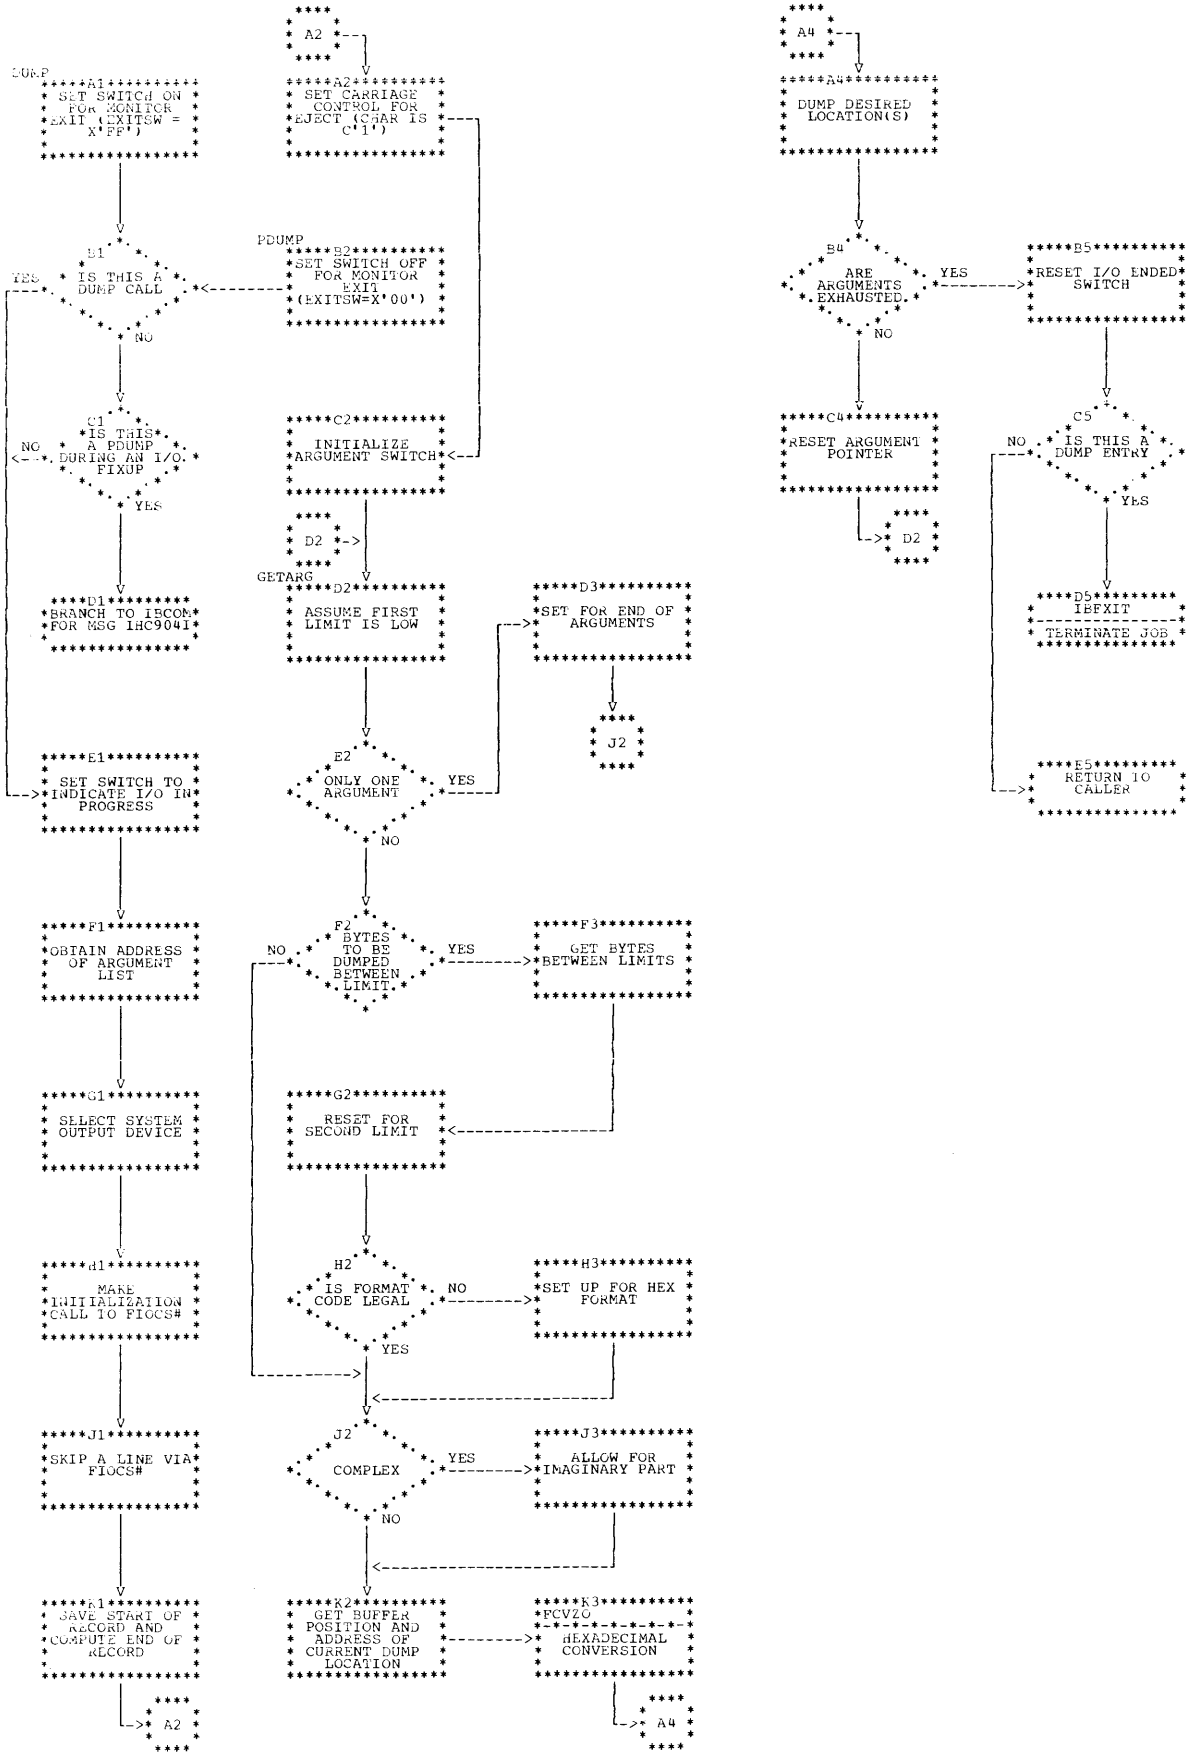 A2
DUMP
A1
SET SWITCH ON
FOR MONITOR
EXIT (EXITSW =
X'FF')
B1
IS THIS A
DUMP CALL
YES
NO
C1
IS THIS
A PDUMP
DURING AN I/O
FIXUP
NO
YES
D1
BRANCH TO IBCOM
FOR MSG IHC904I
E1
SET SWITCH TO
INDICATE I/O IN
PROGRESS
F1
OBTAIN ADDRESS
OF ARGUMENT
LIST
G1
SELECT SYSTEM
OUTPUT DEVICE
H1
MAKE
INITIALIZATION
CALL TO FIOCS#
J1
SKIP A LINE VIA
FIOCS#
K1
SAVE START OF
RECORD AND
COMPUTE END OF
RECORD
A2
A2
SET CARRIAGE
CONTROL FOR
EJECT (CHAR IS
C'1')
PDUMP
B2
SET SWITCH OFF
FOR MONITOR
EXIT
(EXITSW=X'00')
C2
INITIALIZE
ARGUMENT SWITCH
D2
GETARG
D2
ASSUME FIRST
LIMIT IS LOW
E2
ONLY ONE
ARGUMENT
YES
NO
F2
BYTES
TO BE
DUMPED
BETWEEN
LIMIT
NO
YES
G2
RESET FOR
SECOND LIMIT
H2
IS FORMAT
CODE LEGAL
NO
YES
J2
COMPLEX
YES
NO
K2
GET BUFFER
POSITION AND
ADDRESS OF
CURRENT DUMP
LOCATION
D3
SET FOR END OF
ARGUMENTS
J2
F3
GET BYTES
BETWEEN LIMITS
H3
SET UP FOR HEX
FORMAT
J3
ALLOW FOR
IMAGINARY PART
K3
FCVZO
HEXADECIMAL
CONVERSION
A4
A4
A4
DUMP DESIRED
LOCATION(S)
B4
ARE
ARGUMENTS
EXHAUSTED
YES
NO
C4
RESET ARGUMENT
POINTER
D2
B5
RESET I/O ENDED
SWITCH
C5
IS THIS A
DUMP ENTRY
NO
YES
D5
IBFXIT
TERMINATE JOB
E5
RETURN TO
CALLER